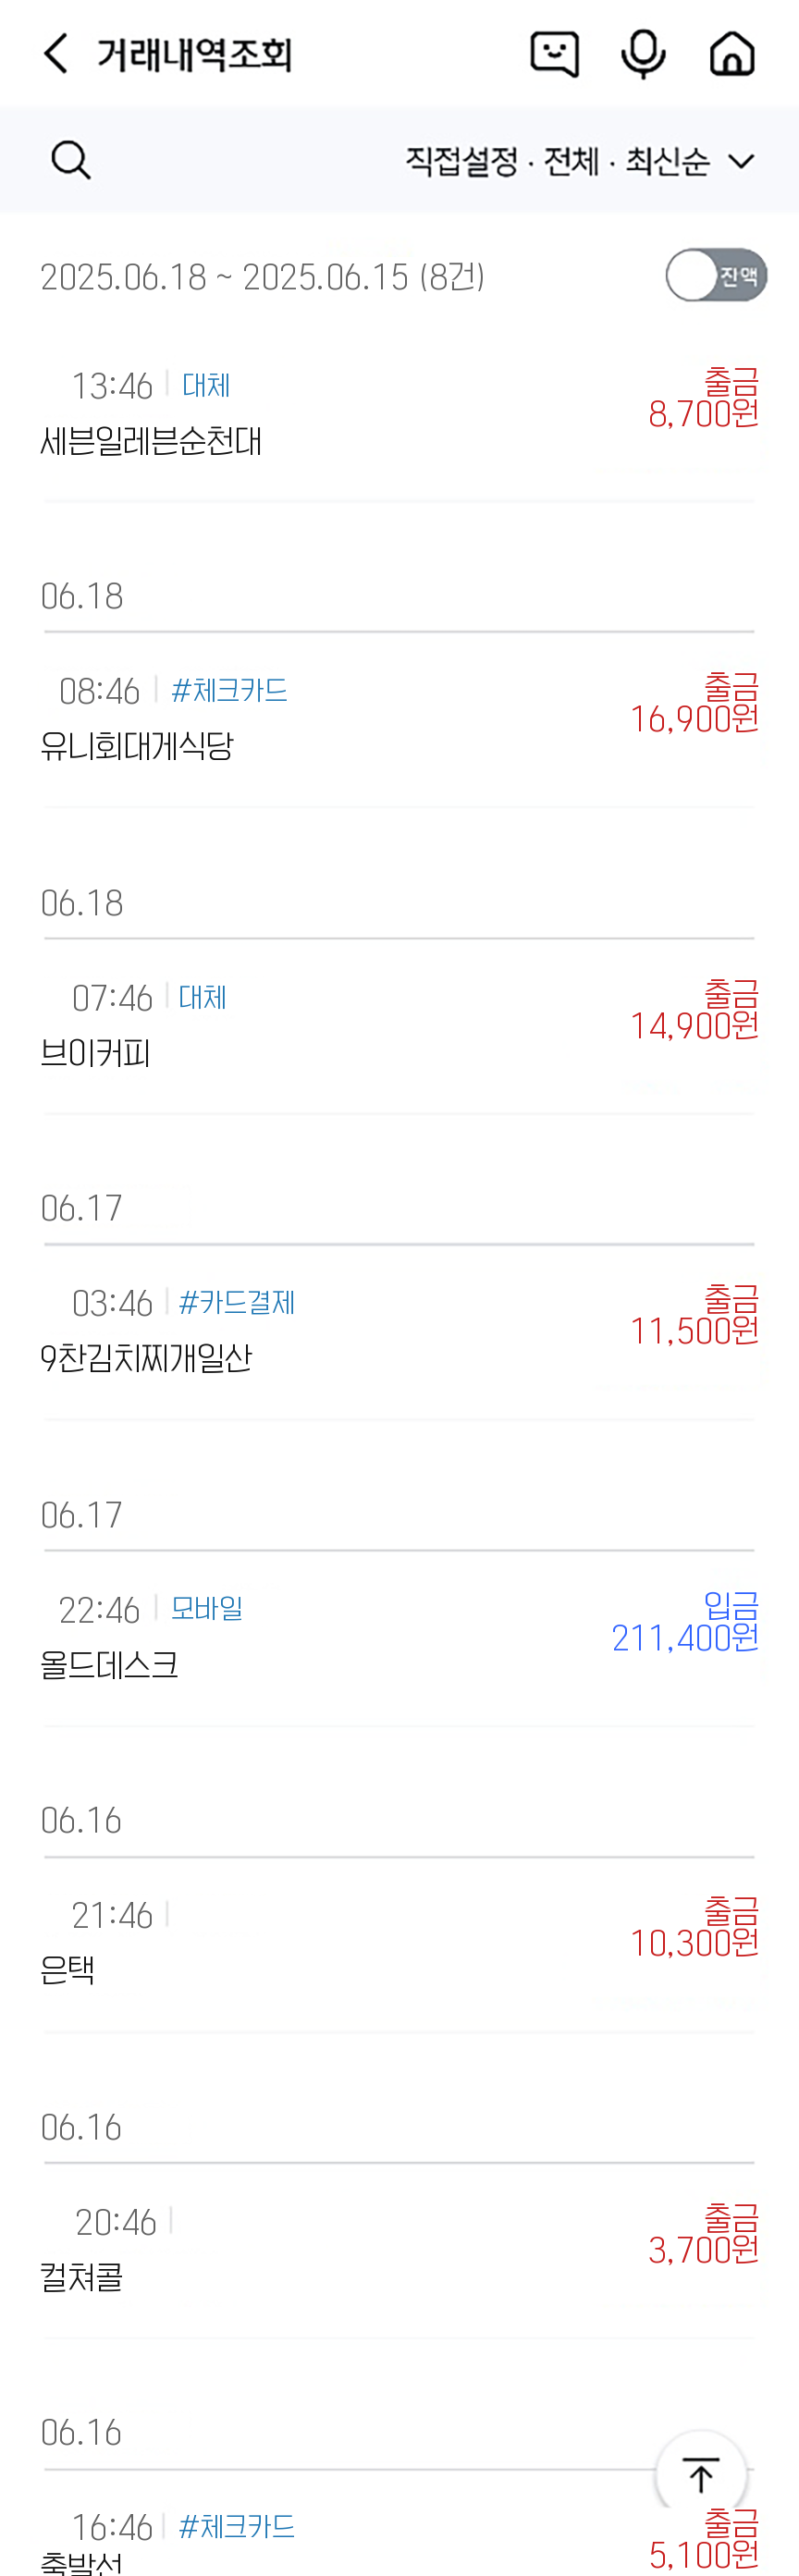 거래내역조회
직접설정 · 전체 · 최신순
2025.06.18 ~ 2025.06.15 (8건)
잔액
13:46 대체
출금
8,700원
세븐일레븐순천대
06.18
08:46 #체크카드
출금
16,900원
유니회대게식당
06.18
07:46 대체
출금
14,900원
브이커피
06.17
03:46 #카드결제
출금
11,500원
9찬김치찌개일산
06.17
22:46 모바일
입금
211,400원
올드데스크
06.16
21:46
출금
10,300원
은택
06.16
20:46
출금
3,700원
컬쳐콜
06.16
16:46 #체크카드
출금
5,100원